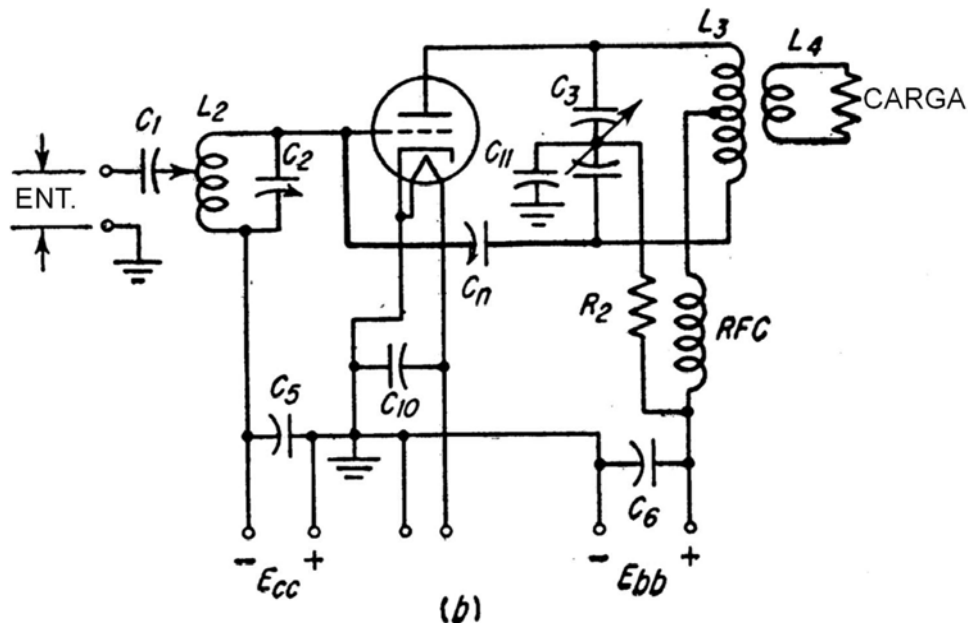 L3
L4
C1
L2
C2
C3
CARGA
C11
ENT.
Cn
R2
RFC
C5
C10
C6
- Ecc +
- Ebb +
(b)